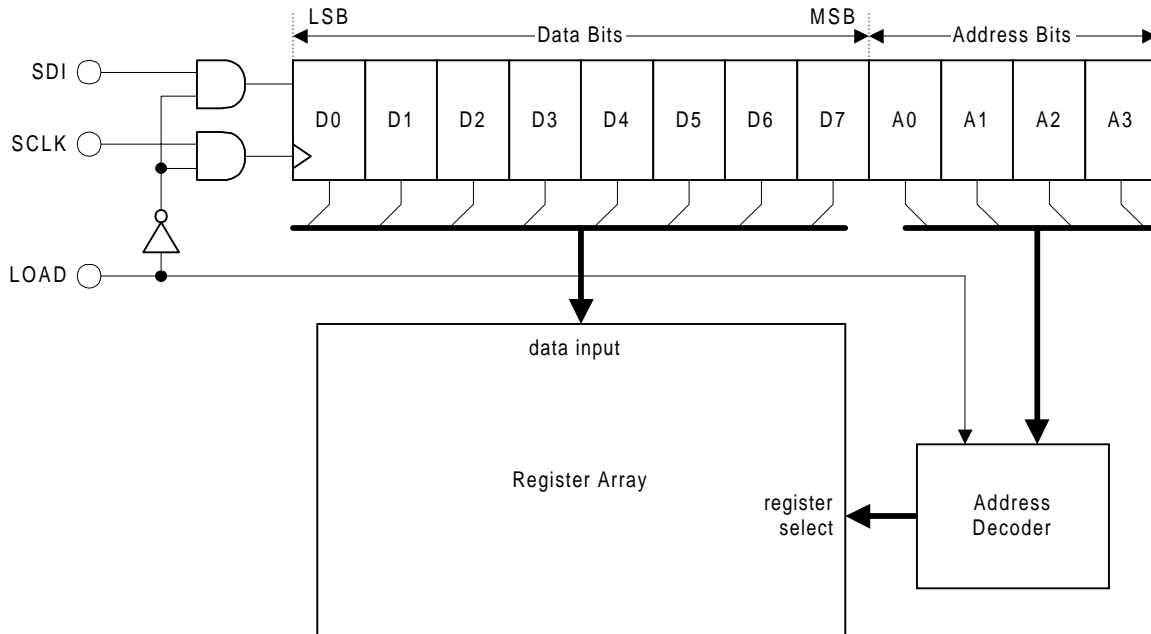 LSB MSB
Data Bits Address Bits
SDI
D0 D1 D2 D3 D4 D5 D6 D7 A0 A1 A2 A3
SCLK
LOAD
data input
Register Array
register
select
Address
Decoder